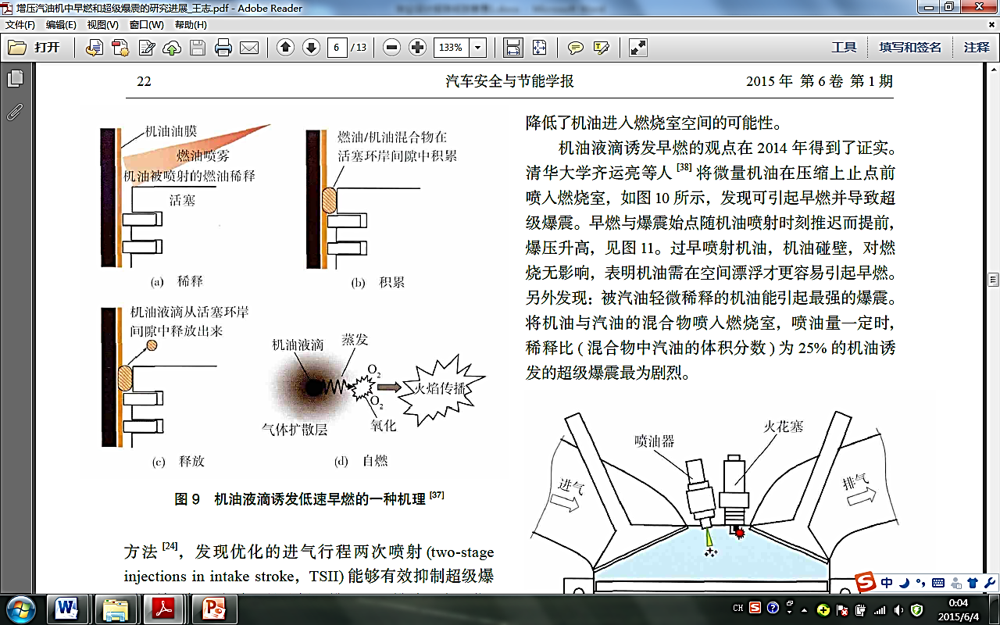 增压汽油机中早燃和超级爆震的研究进展_王志.pdf - Adobe Reader
文件(F) 编辑(E) 视图(V) 窗口(W) 帮助(H)
打开 6 / 13 133% 工具 填写和签名 注释
22 汽车安全与节能学报 2015 年 第 6 卷 第 1 期
机油油膜
燃油喷雾
机油被喷射的燃油稀释
活塞
(a) 稀释
燃油/机油混合物在
活塞环岸间隙中积累
(b) 积累
机油液滴从活塞环岸
间隙中释放出来
(c) 释放
机油液滴
蒸发
O2
O2
火焰传播
气体扩散层
氧化
(d) 自燃
图 9 机油液滴诱发低速早燃的一种机理 [37]
方法 [24]，发现优化的进气行程两次喷射 (two-stage
injections in intake stroke，TSII) 能够有效抑制超级爆
降低了机油进入燃烧室空间的可能性。
机油液滴诱发早燃的观点在 2014 年得到了证实。
清华大学齐运亮等人 [38] 将微量机油在压缩上止点前
喷入燃烧室，如图 10 所示，发现可引起早燃并导致超
级爆震。早燃与爆震始点随机油喷射时刻推迟而提前，
爆压升高，见图 11。过早喷射机油，机油碰壁，对燃
烧无影响，表明机油需在空间漂浮才更容易引起早燃。
另外发现：被汽油轻微稀释的机油能引起最强的爆震。
将机油与汽油的混合物喷入燃烧室，喷油量一定时，
稀释比 ( 混合物中汽油的体积分数 ) 为 25% 的机油诱
发的超级爆震最为剧烈。
喷油器
火花塞
进气
排气
中
CH
0:04
2015/6/4